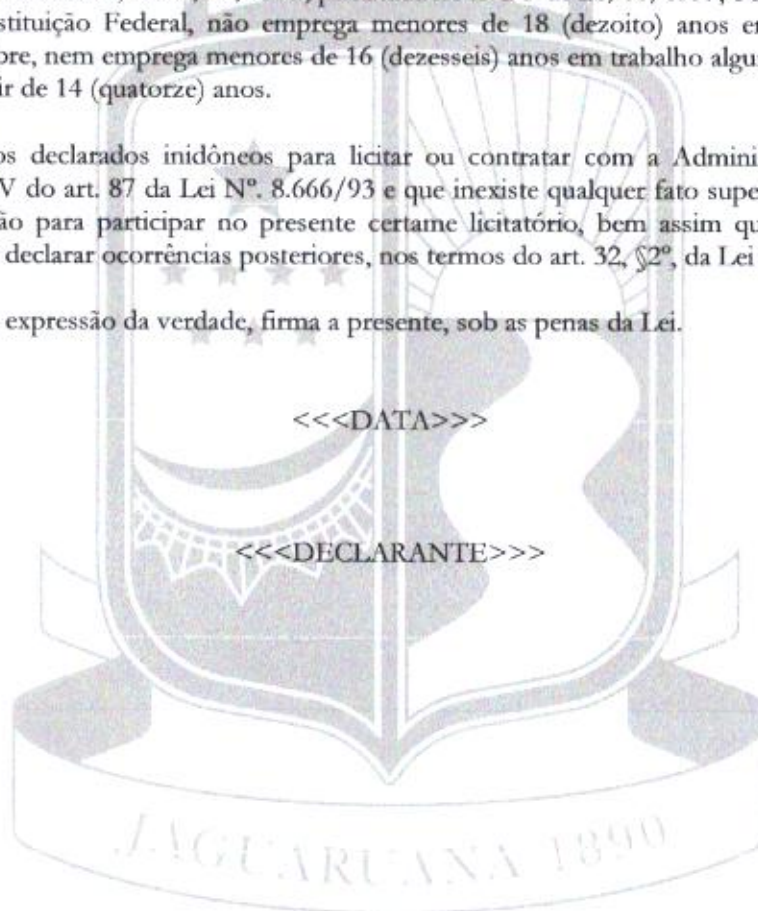 stituição Federal, não emprega menores de 18 (dezoito) anos e
bre, nem emprega menores de 16 (dezesseis) anos em trabalho algu
ir de 14 (quatorze) anos.
os declarados inidôneos para licitar ou contratar com a Admini
V do art. 87 da Lei Nº. 8.666/93 e que inexiste qualquer fato supe
ão para participar no presente certame licitatório, bem assim qu
declarar ocorrências posteriores, nos termos do art. 32, §2º, da Lei
expressão da verdade, firma a presente, sob as penas da Lei.
<<<DATA>>>
<<<DECLARANTE>>>
JAGUARUANA 1890